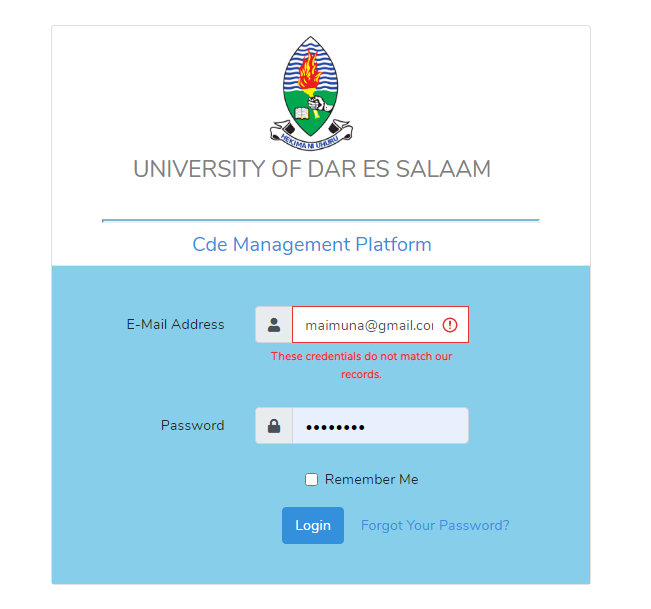 HEKIMA NI UHURU
UNIVERSITY OF DAR ES SALAAM
Cde Management Platform
E-Mail Address
maimuna@gmail.co
These credentials do not match our
records.
Password
Remember Me
Login
Forgot Your Password?